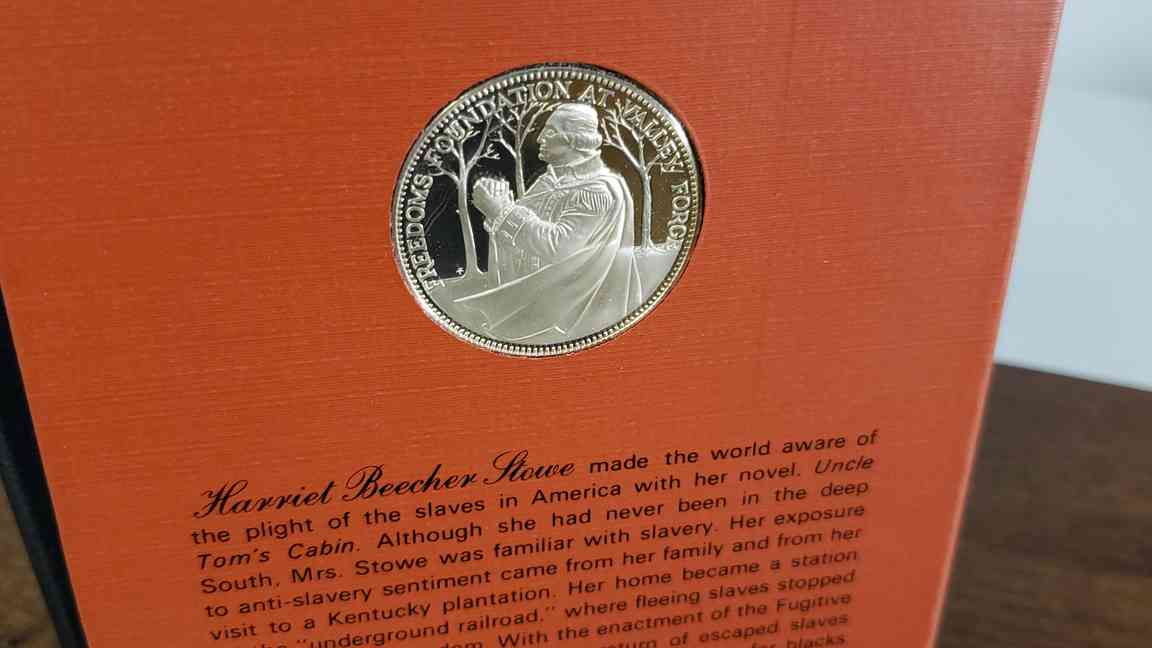 FREEDOMS FOUNDATION AT VALLEY FORGE
Harriet Beecher Stowe made the world aware of
the plight of the slaves in America with her novel. Uncle
Tom's Cabin. Although she had never been in the deep
South, Mrs. Stowe was familiar with slavery. Her exposure
to anti-slavery sentiment came from her family and from her
visit to a Kentucky plantation. Her home became a station
the "underground railroad," where fleeing slaves stopped
With the enactment of the Fugitive
of escaped slaves
blacks